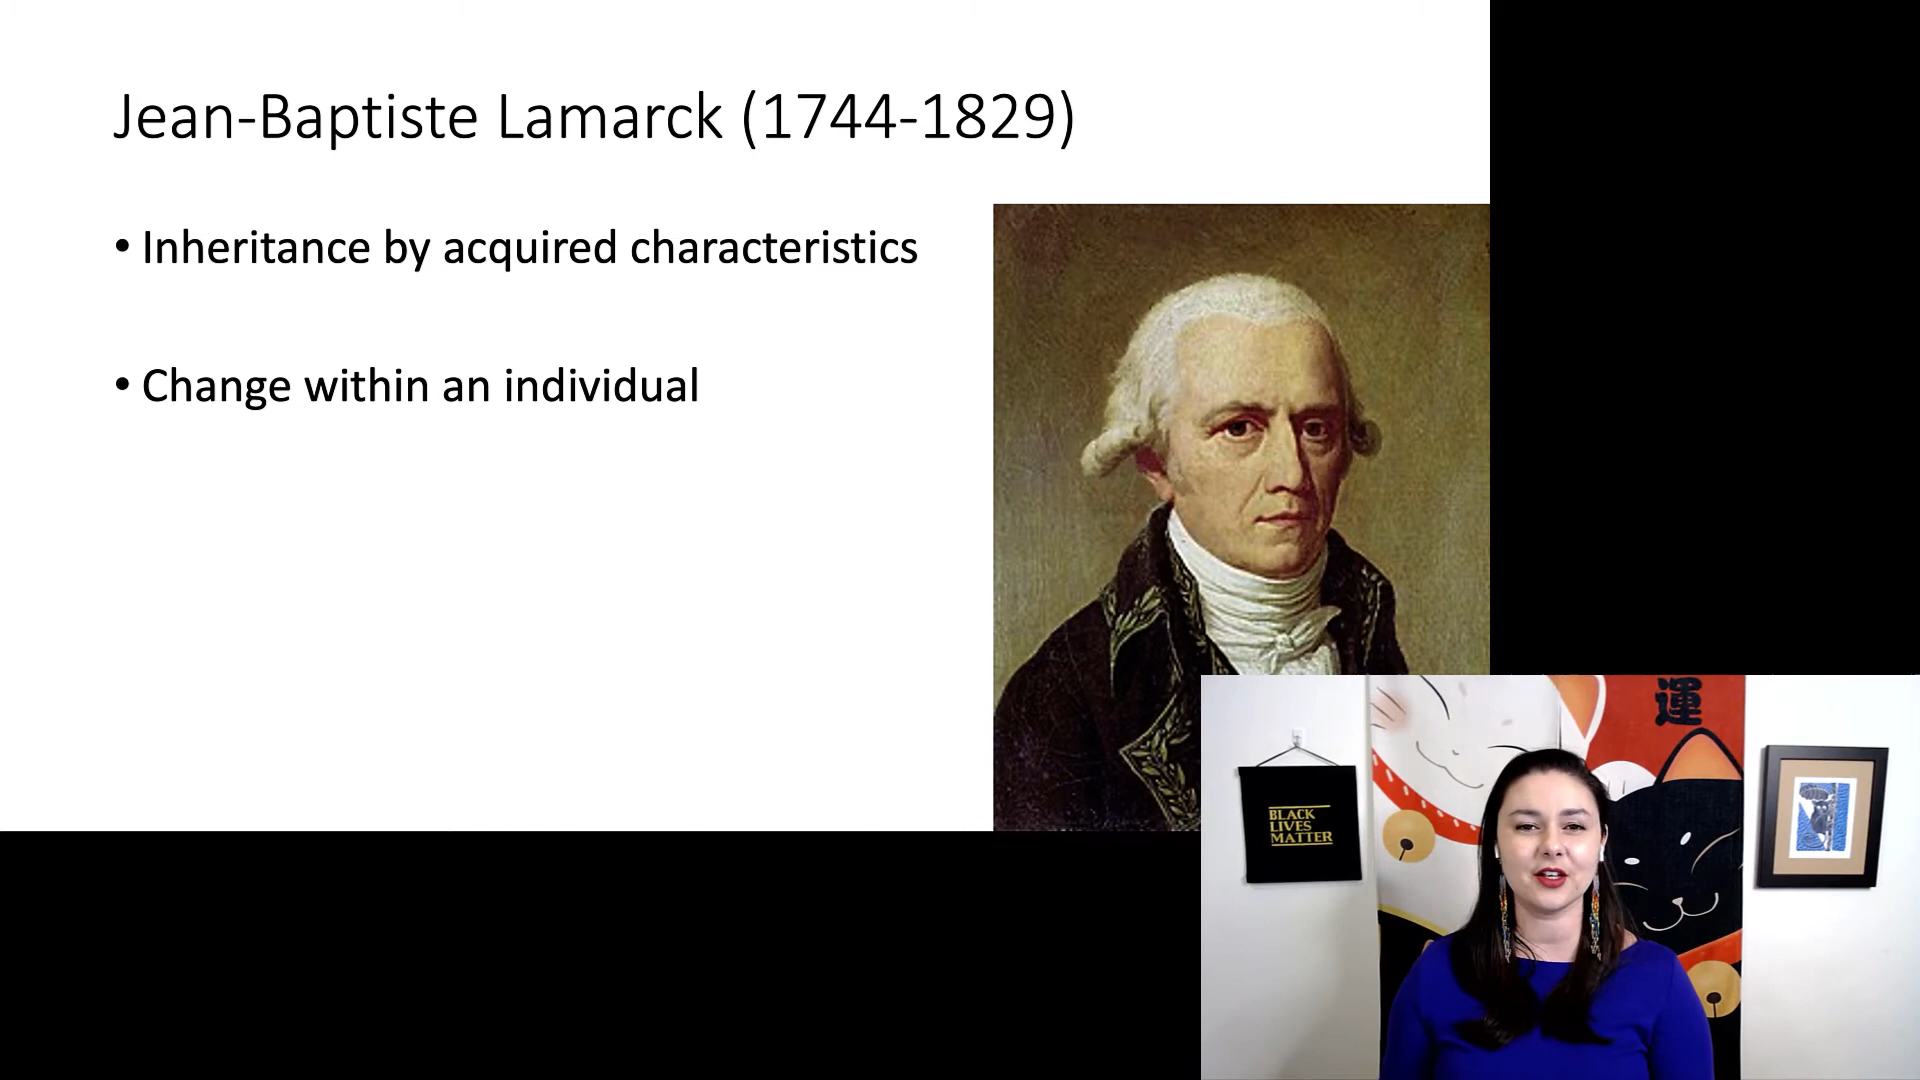 Jean-Baptiste Lamarck (1744-1829)
• Inheritance by acquired characteristics
• Change within an individual
運
BLACK
LIVES
MATTER